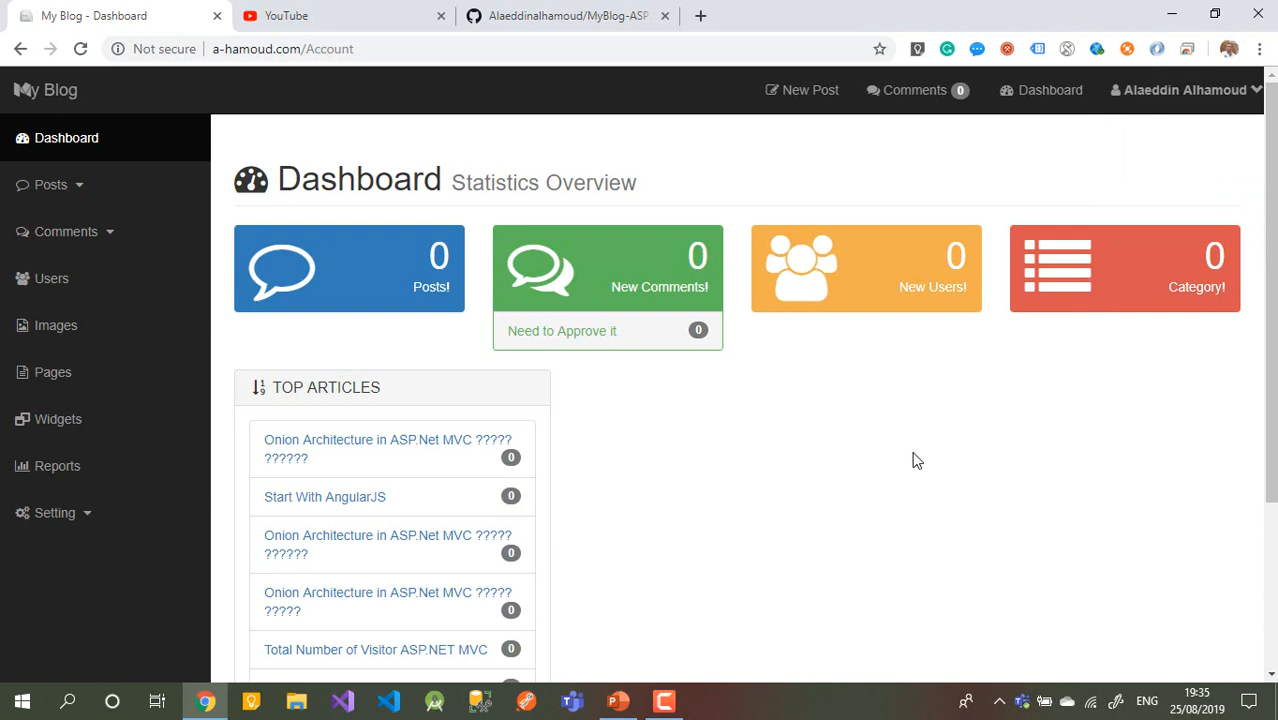 My Blog - Dashboard
YouTube
Alaeddinalhamoud/MyBlog-ASP.
Not secure
a-hamoud.com/Account
My Blog
New Post
Comments 0
Dashboard
Alaeddin Alhamoud
Dashboard
Posts
Comments
Users
Images
Pages
Widgets
Reports
Setting
Dashboard Statistics Overview
0
Posts!
0
New Comments!
Need to Approve it 0
0
New Users!
0
Category!
TOP ARTICLES
Onion Architecture in ASP.Net MVC ?????
?????? 0
Start With AngularJS 0
Onion Architecture in ASP.Net MVC ?????
?????? 0
Onion Architecture in ASP.Net MVC ?????
????? 0
Total Number of Visitor ASP.NET MVC 0
ENG
19:35
25/08/2019